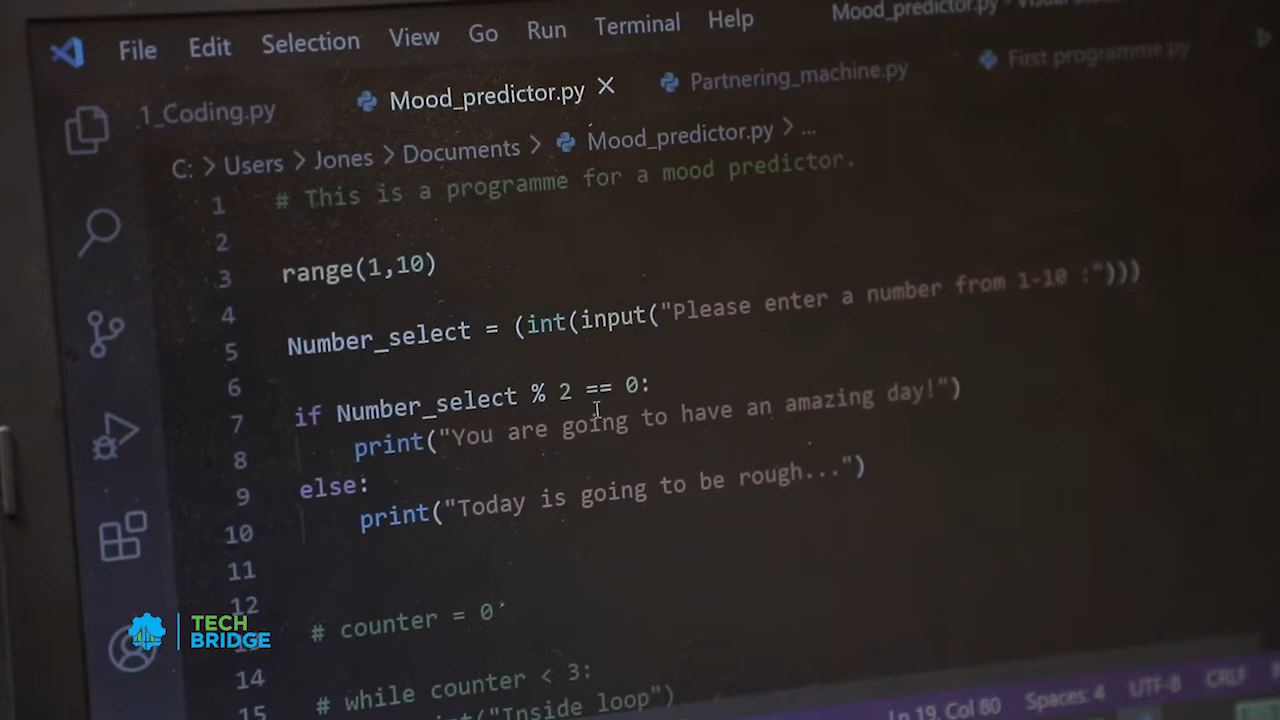 File Edit Selection View Go Run Terminal Help Mood_predictor.py
1_Coding.py Mood_predictor.py Partnering_machine.py First programme.py
C: > Users > Jones > Documents > Mood_predictor.py > ...
1 # This is a programme for a mood predictor.
2
3 range(1,10)
4
5 Number_select = (int(input("Please enter a number from 1-10 :")))
6
7 if Number_select % 2 == 0:
8 print("You are going to have an amazing day!")
9 else:
10 print("Today is going to be rough...")
11
12
# counter = 0
14
15 # while counter < 3:
"Inside loop")
TECH
BRIDGE
Ln 19, Col 80 Spaces: 4 UTF-8 CRLF